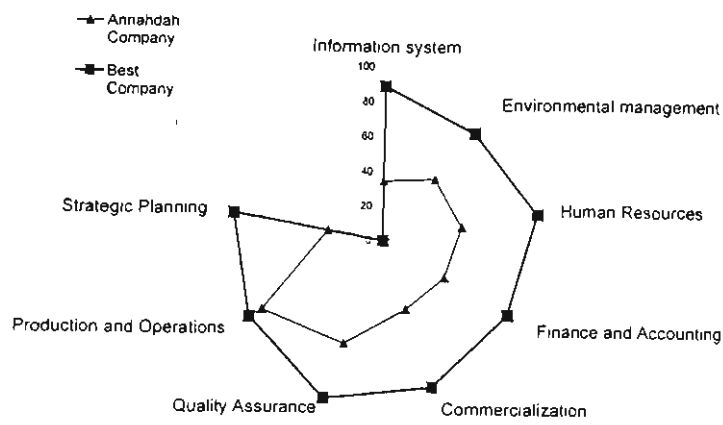 Annahdah
Company
Best
Company
Information system
100
80
60
40
20
0
Environmental management
Human Resources
Finance and Accounting
Commercialization
Quality Assurance
Production and Operations
Strategic Planning